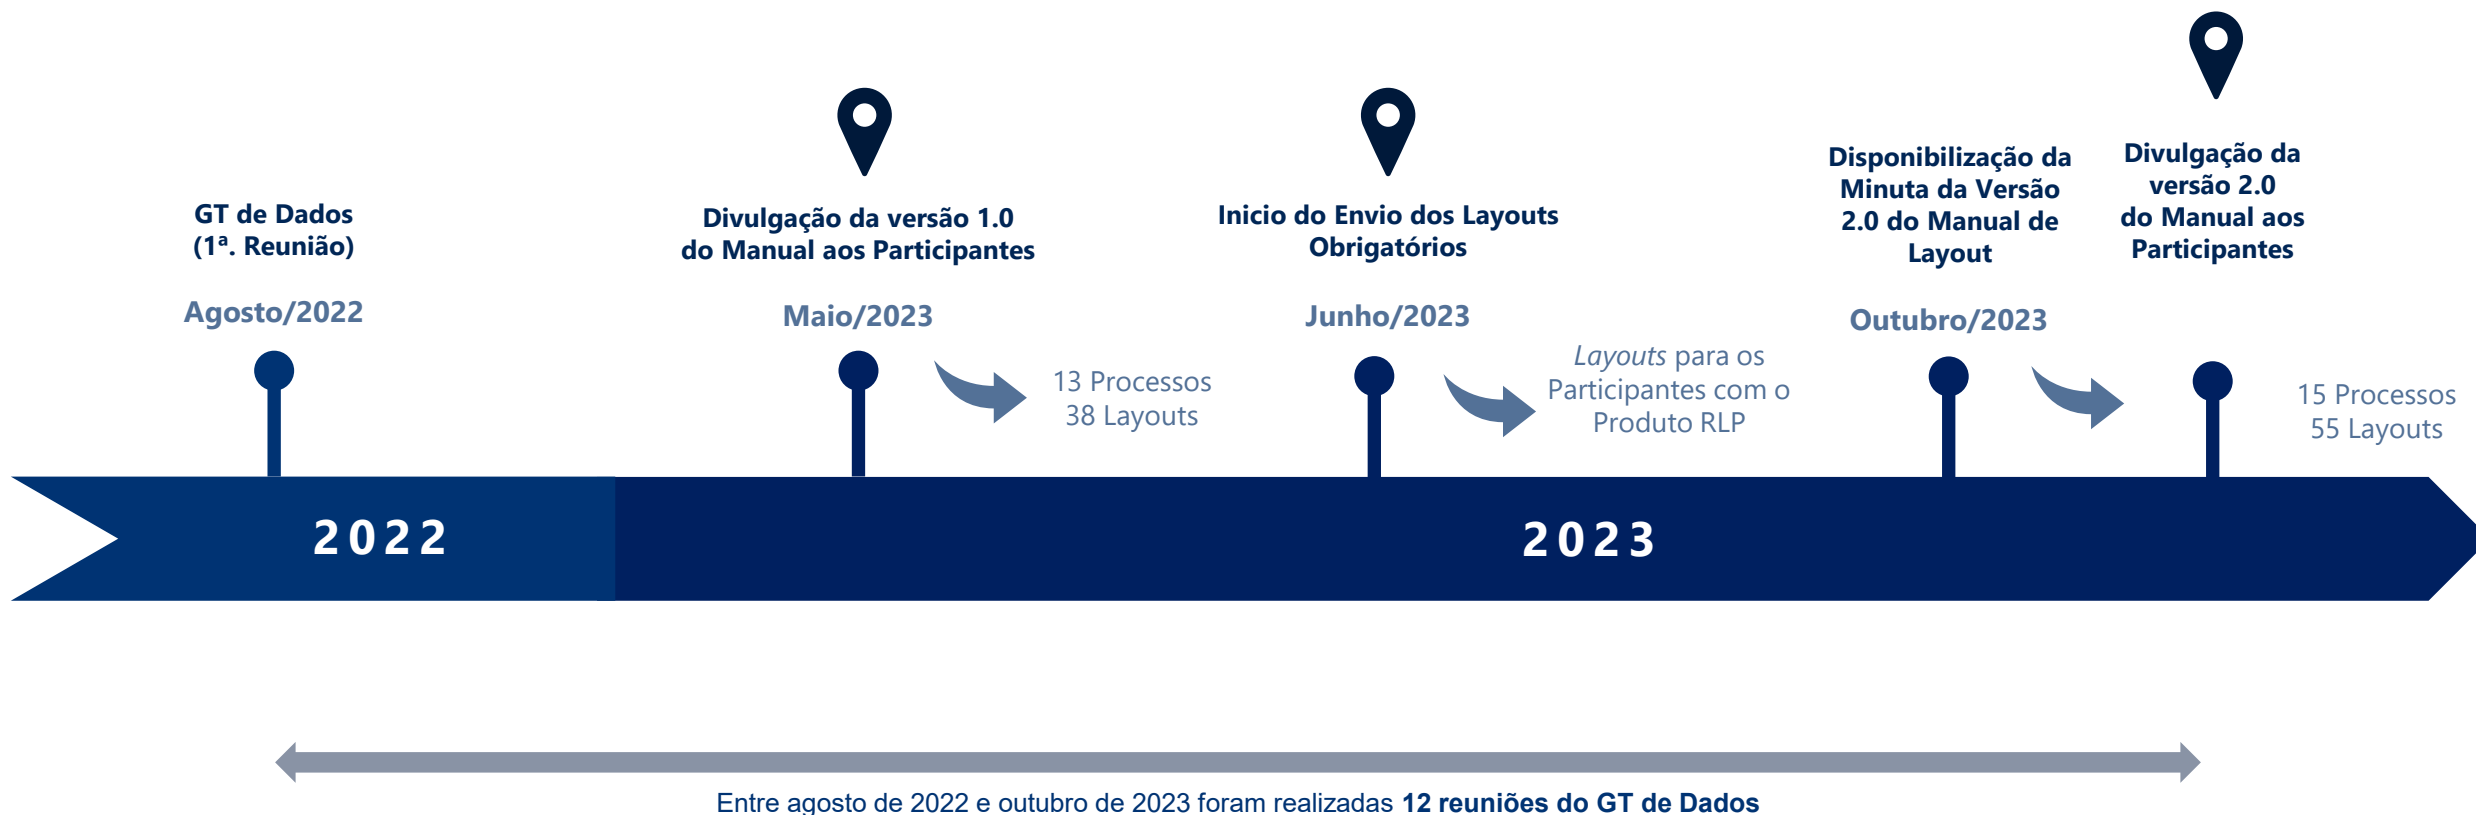 GT de Dados
(1ª. Reunião)
Agosto/2022
Divulgação da versão 1.0
do Manual aos Participantes
Maio/2023
13 Processos
38 Layouts
Inicio do Envio dos Layouts
Obrigatórios
Junho/2023
Layouts para os
Participantes com o
Produto RLP
Disponibilização da
Minuta da Versão
2.0 do Manual de
Layout
Outubro/2023
Divulgação da
versão 2.0
do Manual aos
Participantes
15 Processos
55 Layouts
2022
2023
Entre agosto de 2022 e outubro de 2023 foram realizadas 12 reuniões do GT de Dados